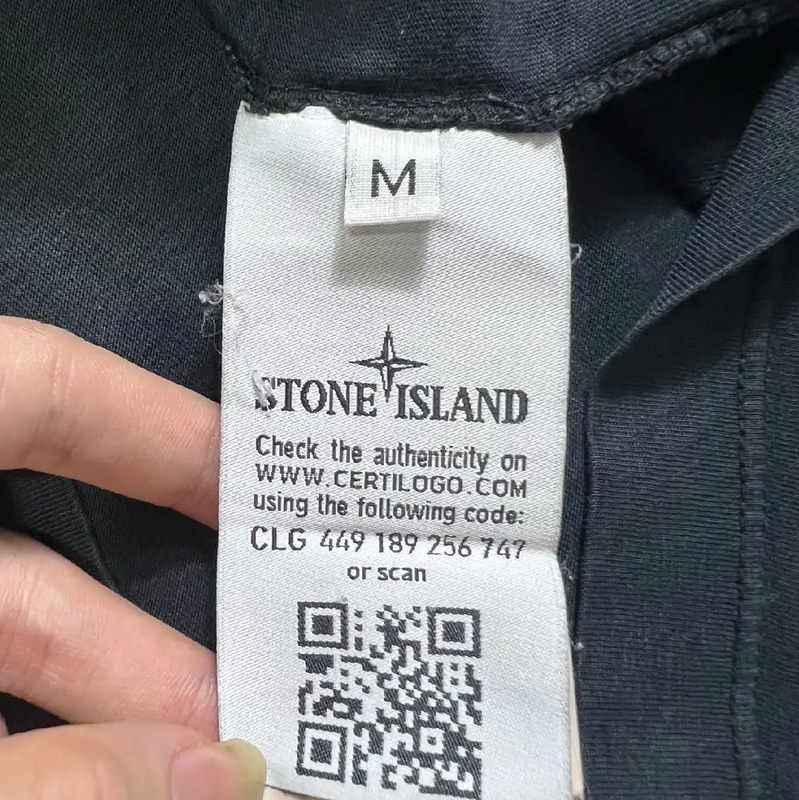 M
STONE ISLAND
Check the authenticity on
WWW.CERTILOGO.COM
using the following code:
CLG 449 189 256 747
or scan